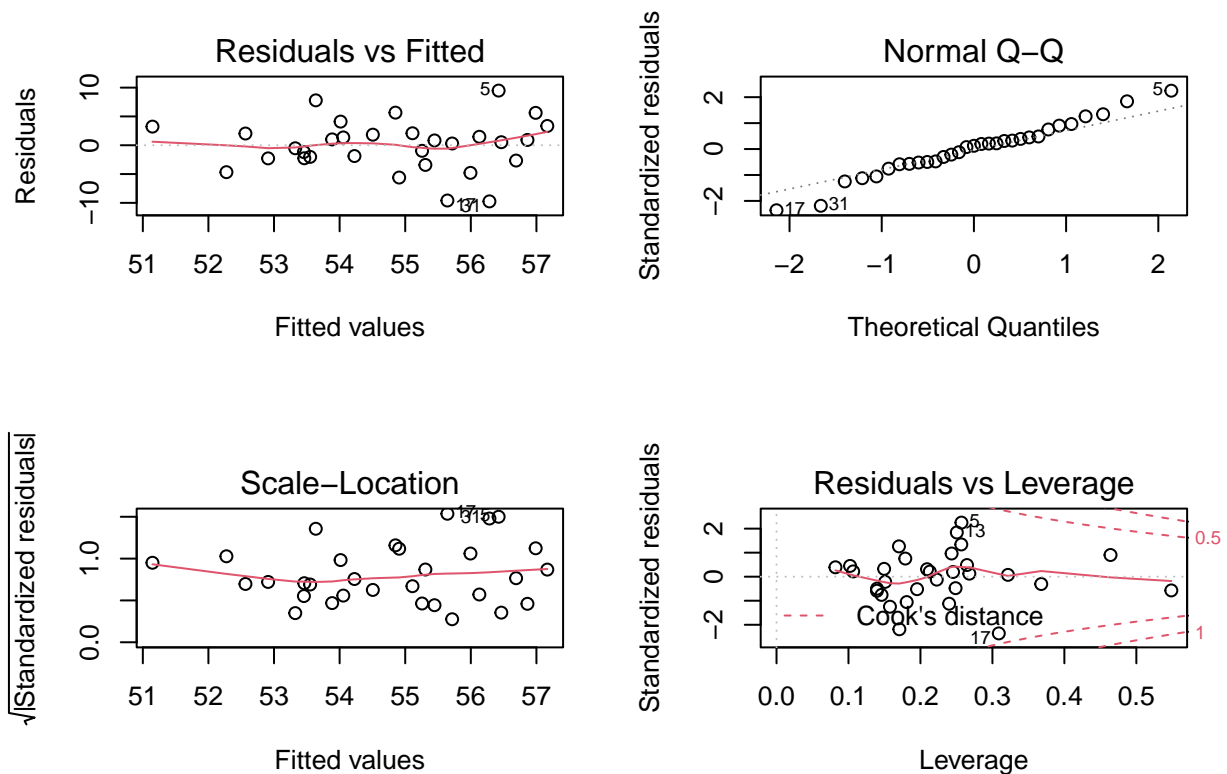 Residuals vs Fitted
Residuals
−10 0 10
5
17
31
51 52 53 54 55 56 57
Fitted values
Normal Q−Q
Standardized residuals
−2 0 2
5
17
31
−2 −1 0 1 2
Theoretical Quantiles
Scale−Location
√|Standardized residuals|
0.0 1.0
17
31
5
51 52 53 54 55 56 57
Fitted values
Residuals vs Leverage
Standardized residuals
−2 0 2
5
13
0.5
Cook's distance
17
1
0.0 0.1 0.2 0.3 0.4 0.5
Leverage